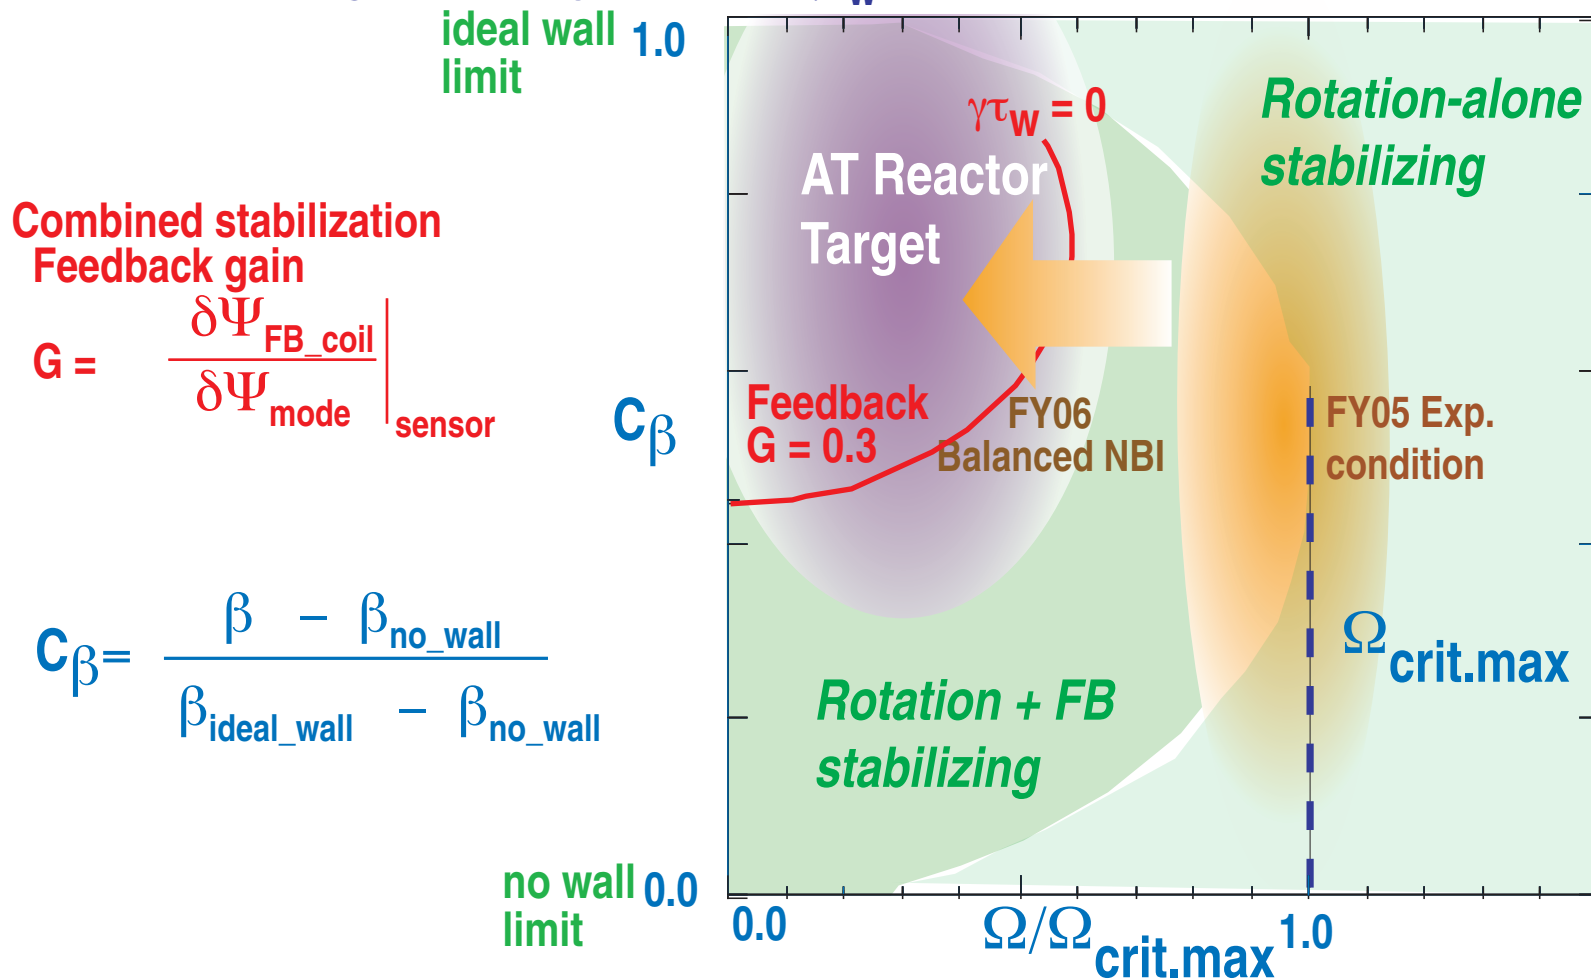 w
ideal wall 1.0
limit
γτw = 0
Rotation-alone
stabilizing
AT Reactor
Target
Combined stabilization
Feedback gain
G = δΨFB_coil / δΨmode |sensor
Cβ
Feedback
G = 0.3
FY06
Balanced NBI
FY05 Exp.
condition
Cβ= β − βno_wall / βideal_wall − βno_wall
Ωcrit.max
Rotation + FB
stabilizing
no wall 0.0
limit
0.0 Ω/Ωcrit.max 1.0